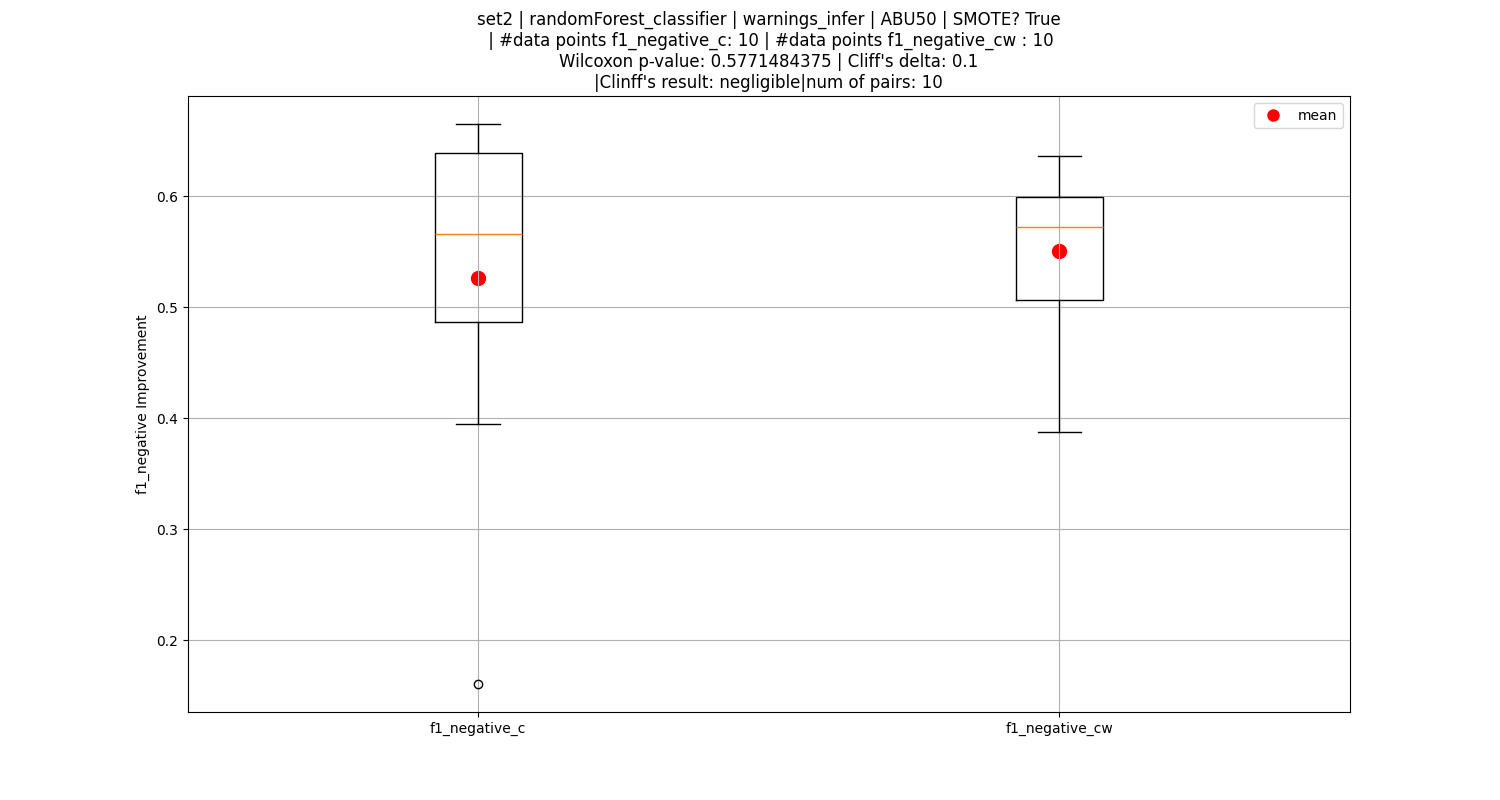 set2 | randomForest_classifier | warnings_infer | ABU50 | SMOTE? True
| #data points f1_negative_c: 10 | #data points f1_negative_cw : 10
Wilcoxon p-value: 0.5771484375 | Cliff's delta: 0.1
|Clinff's result: negligible|num of pairs: 10
mean
f1_negative Improvement
0.6
0.5
0.4
0.3
0.2
f1_negative_c
f1_negative_cw